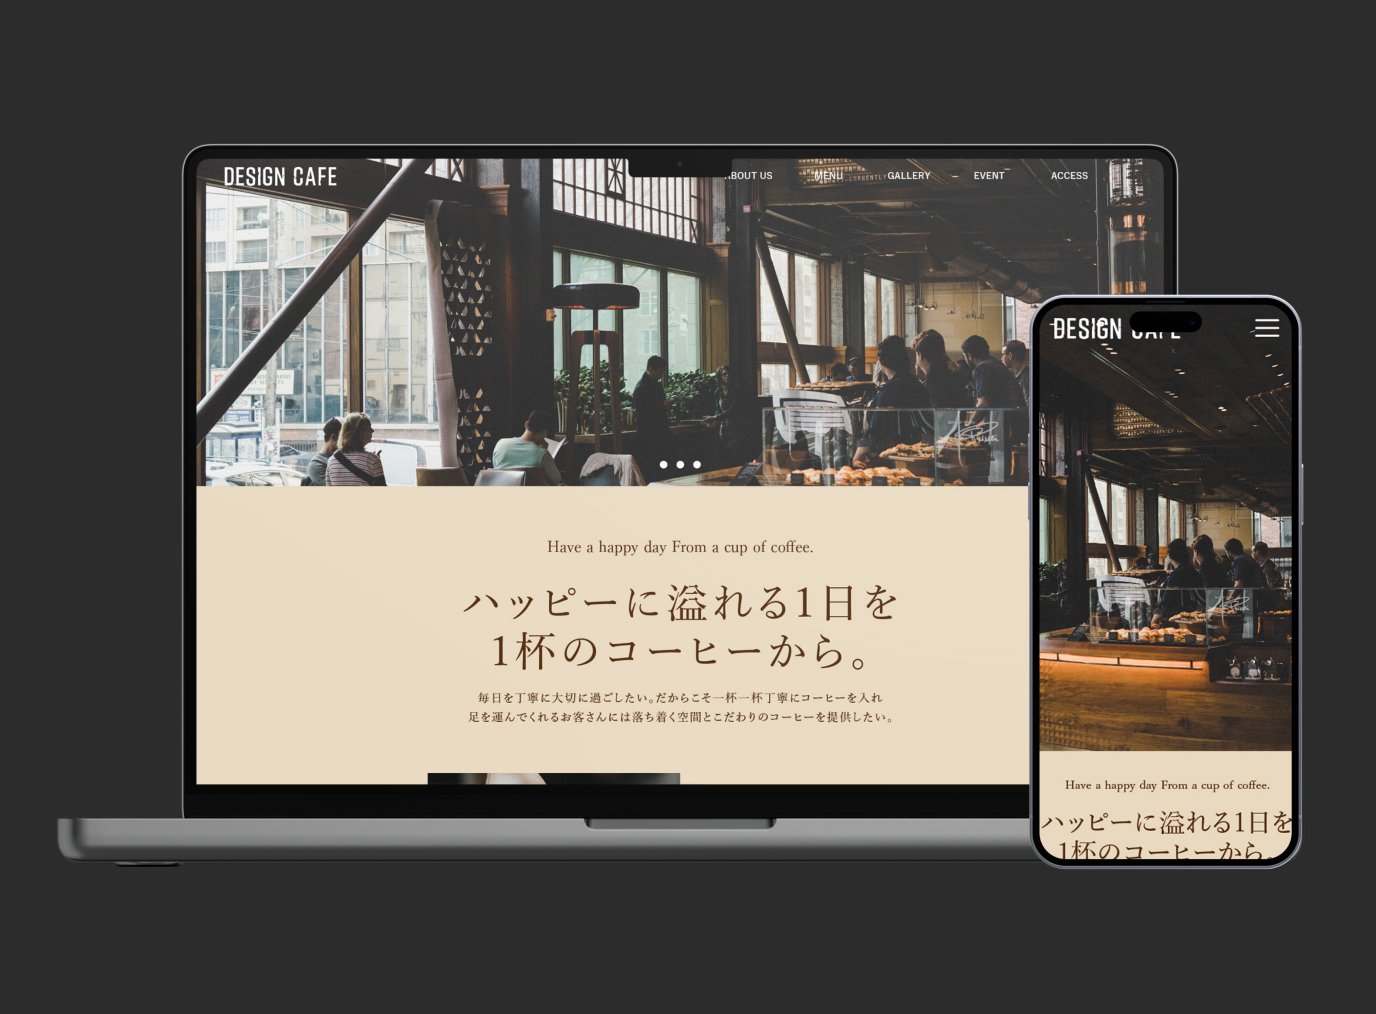 DESIGN CAFE
ABOUT US MENU GALLERY EVENT ACCESS
Have a happy day From a cup of coffee.
ハッピーに溢れる1日を
1杯のコーヒーから。
毎日を丁寧に大切に過ごしたい。だからこそ一杯一杯丁寧にコーヒーを入れ
足を運んでくれるお客さんには落ち着く空間とこだわりのコーヒーを提供したい。
DESIGN CAFE
Have a happy day From a cup of coffee.
ハッピーに溢れる1日を
1杯のコーヒーから。